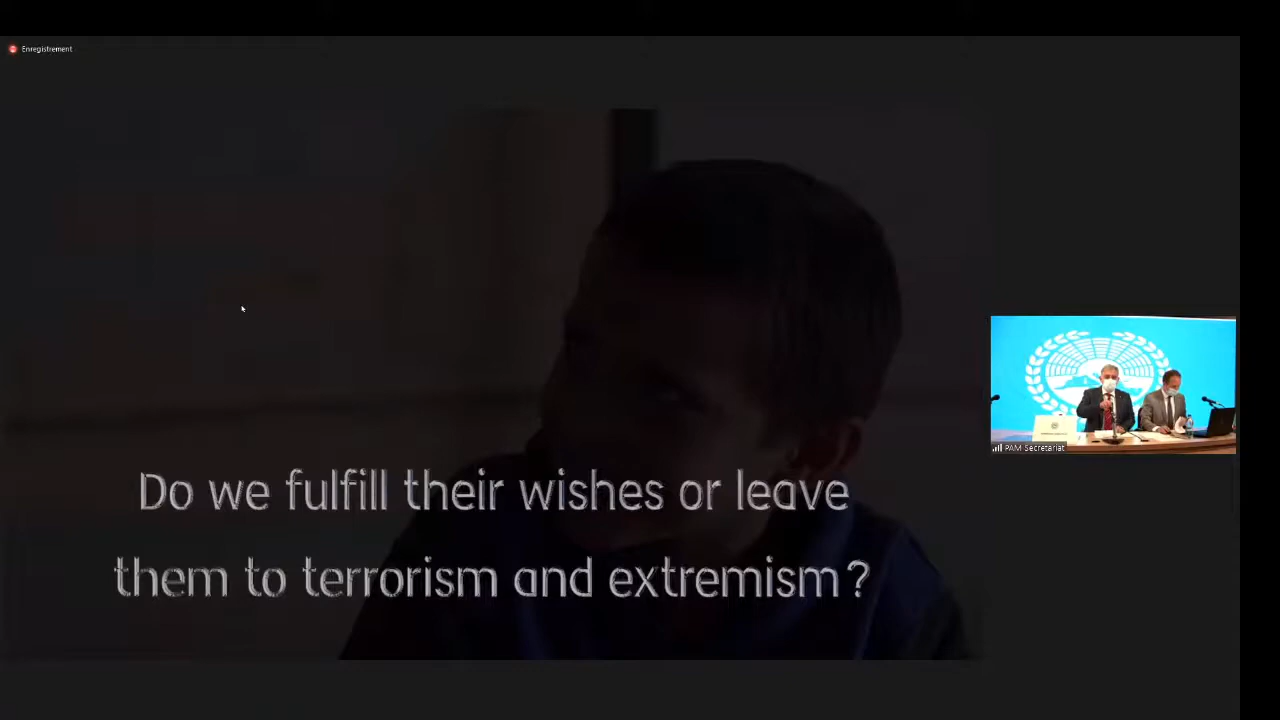 Enregistrement
Do we fulfill their wishes or leave
them to terrorism and extremism?
PAM Secretariat